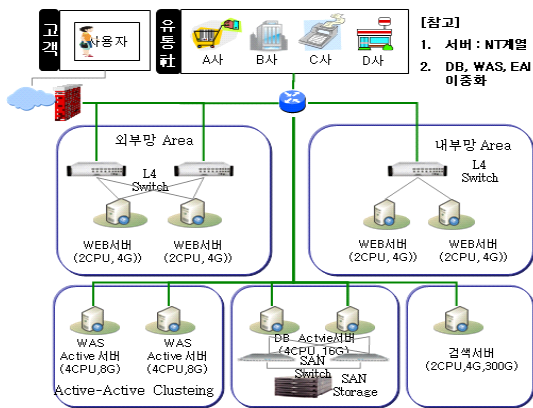 고객
사용자
유통社
A사
B사
C사
D사
[참고]
1. 서버 : NT계열
2. DB, WAS, EAI
이중화
외부망 Area
L4
Switch
WEB서버
(2CPU, 4G))
WEB서버
(2CPU, 4G))
내부망 Area
L4
Switch
WEB서버
(2CPU, 4G))
WEB서버
(2CPU, 4G))
WAS
Active 서버
(4CPU,8G)
WAS
Active 서버
(4CPU,8G)
Active-Active Clusteing
DB Actvie서버
(4CPU, 16G)
SAN
Switch
SAN
Storage
검색서버
(2CPU,4G,300G)